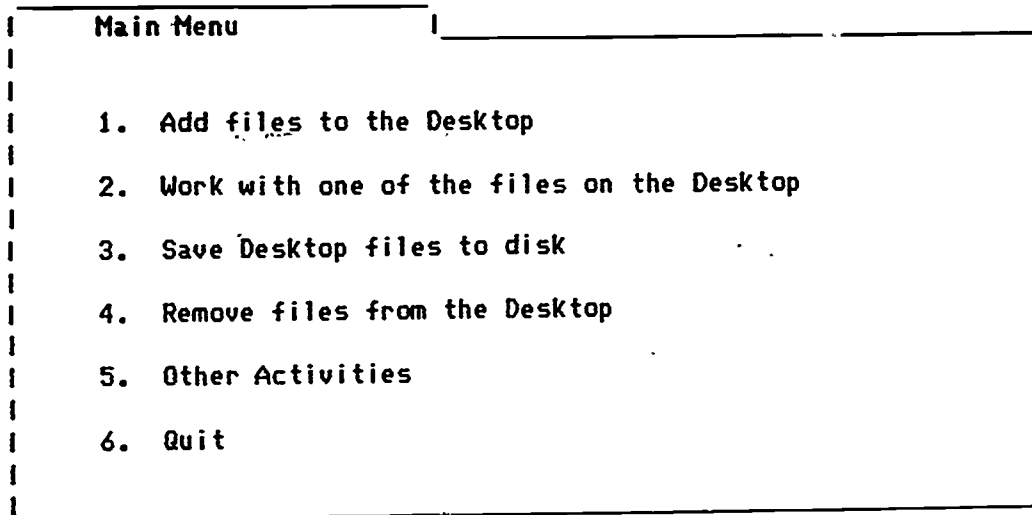 Main Menu
1. Add files to the Desktop
2. Work with one of the files on the Desktop
3. Save Desktop files to disk
4. Remove files from the Desktop
5. Other Activities
6. Quit